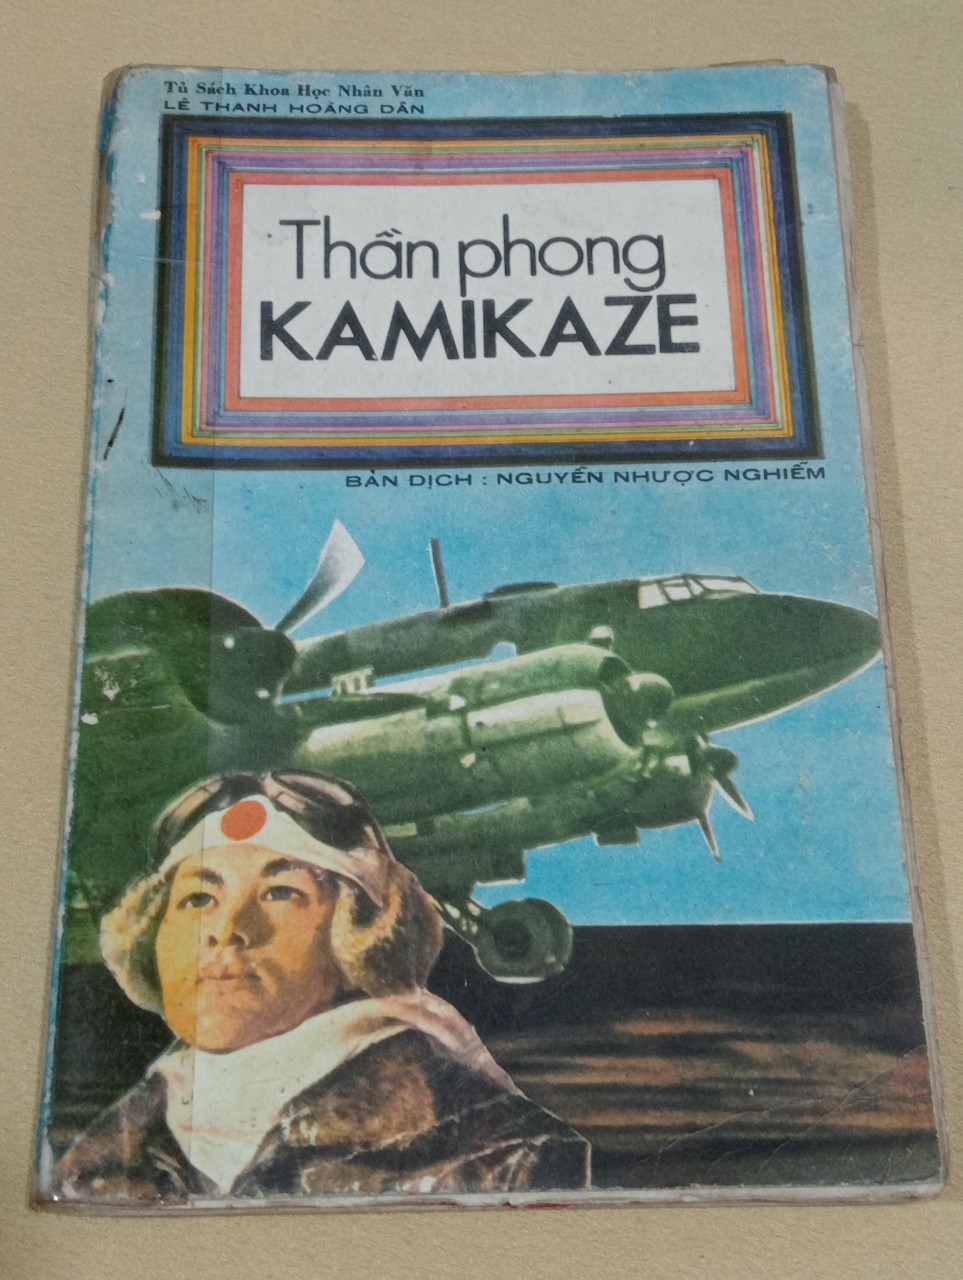 Tủ Sách Khoa Học Nhân Văn
LÊ THANH HOÀNG DÂN
Thần phong
KAMIKAZE
BẢN DỊCH : NGUYỄN NHƯỢC NGHIỄM